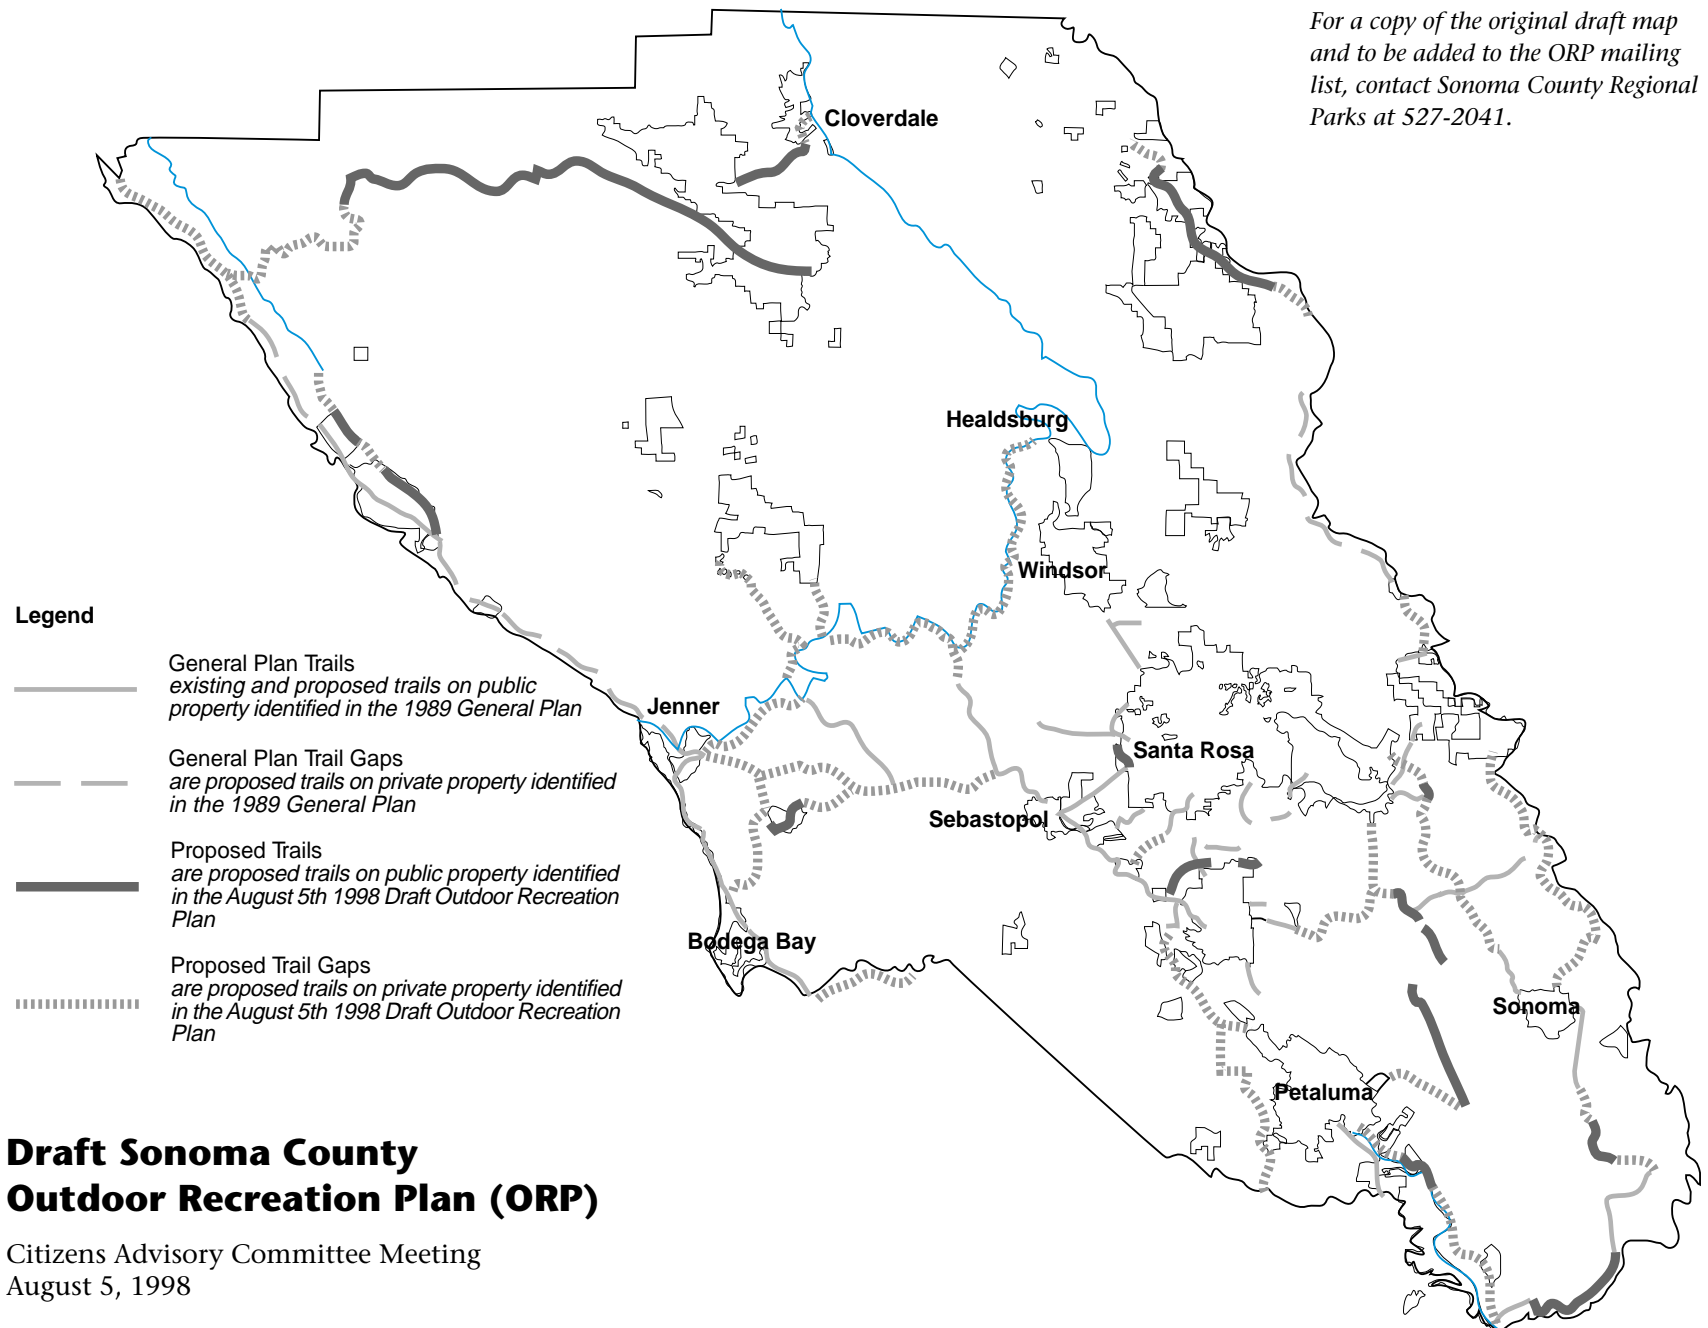 For a copy of the original draft map
and to be added to the ORP mailing
list, contact Sonoma County Regional
Parks at 527-2041.
Cloverdale
Healdsburg
Windsor
Jenner
Santa Rosa
Sebastopol
Bodega Bay
Sonoma
Petaluma
Legend
General Plan Trails
existing and proposed trails on public
property identified in the 1989 General Plan
General Plan Trail Gaps
are proposed trails on private property identified
in the 1989 General Plan
Proposed Trails
are proposed trails on public property identified
in the August 5th 1998 Draft Outdoor Recreation
Plan
Proposed Trail Gaps
are proposed trails on private property identified
in the August 5th 1998 Draft Outdoor Recreation
Plan
Draft Sonoma County
Outdoor Recreation Plan (ORP)
Citizens Advisory Committee Meeting
August 5, 1998